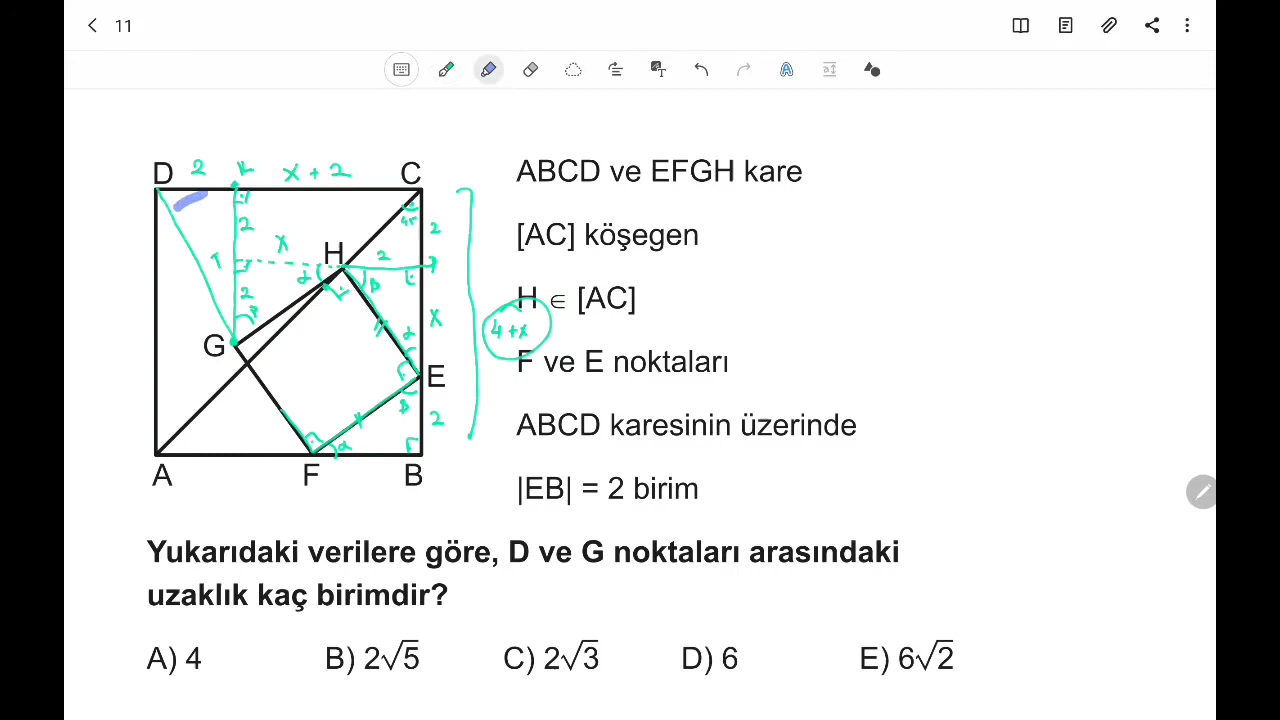 11
D 2 K x + 2 C
2 45 2
T x H 2 P
α β
2 β α x 4+x
G E
β 2
α
A F B
ABCD ve EFGH kare
[AC] köşegen
H ∈ [AC]
F ve E noktaları
ABCD karesinin üzerinde
|EB| = 2 birim
Yukarıdaki verilere göre, D ve G noktaları arasındaki
uzaklık kaç birimdir?
A) 4 B) 2√5 C) 2√3 D) 6 E) 6√2